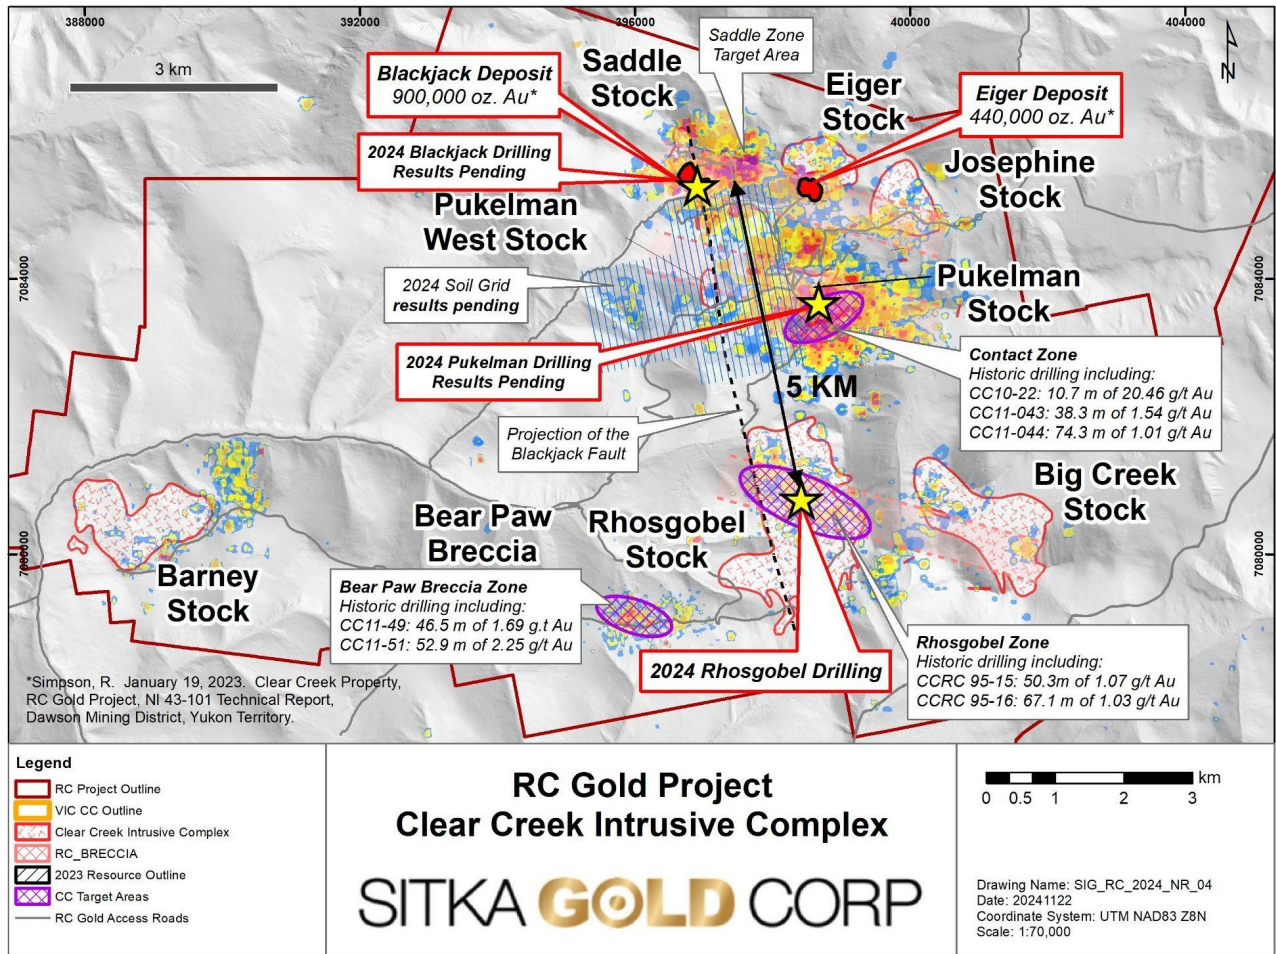 388000
392000
396000
400000
404000
3 km
Saddle
Stock
Saddle Zone
Target Area
N
Blackjack Deposit
900,000 oz. Au*
Eiger
Stock
Eiger Deposit
440,000 oz. Au*
2024 Blackjack Drilling
Results Pending
Josephine
Stock
Pukelman
West Stock
7084000
7084000
2024 Soil Grid
results pending
Pukelman
Stock
2024 Pukelman Drilling
Results Pending
Contact Zone
Historic drilling including:
CC10-22: 10.7 m of 20.46 g/t Au
CC11-043: 38.3 m of 1.54 g/t Au
CC11-044: 74.3 m of 1.01 g/t Au
5 KM
Projection of the
Blackjack Fault
Big Creek
Stock
Bear Paw
Breccia
Rhosgobel
Stock
7080000
7080000
Barney
Stock
Bear Paw Breccia Zone
Historic drilling including:
CC11-49: 46.5 m of 1.69 g.t Au
CC11-51: 52.9 m of 2.25 g/t Au
2024 Rhosgobel Drilling
Rhosgobel Zone
Historic drilling including:
CCRC 95-15: 50.3m of 1.07 g/t Au
CCRC 95-16: 67.1 m of 1.03 g/t Au
*Simpson, R. January 19, 2023. Clear Creek Property,
RC Gold Project, NI 43-101 Technical Report,
Dawson Mining District, Yukon Territory.
Legend
RC Project Outline
VIC CC Outline
Clear Creek Intrusive Complex
RC_BRECCIA
2023 Resource Outline
CC Target Areas
RC Gold Access Roads
RC Gold Project
Clear Creek Intrusive Complex
SITKA GOLD CORP
km
0 0.5 1 2 3
Drawing Name: SIG_RC_2024_NR_04
Date: 20241122
Coordinate System: UTM NAD83 Z8N
Scale: 1:70,000